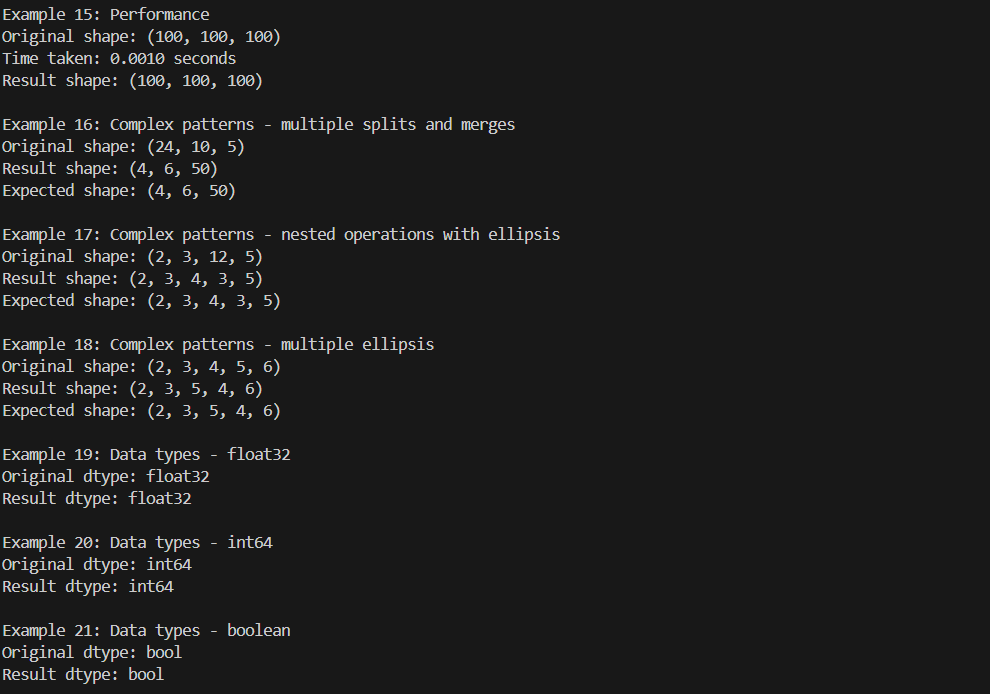 Example 15: Performance
Original shape: (100, 100, 100)
Time taken: 0.0010 seconds
Result shape: (100, 100, 100)
Example 16: Complex patterns - multiple splits and merges
Original shape: (24, 10, 5)
Result shape: (4, 6, 50)
Expected shape: (4, 6, 50)
Example 17: Complex patterns - nested operations with ellipsis
Original shape: (2, 3, 12, 5)
Result shape: (2, 3, 4, 3, 5)
Expected shape: (2, 3, 4, 3, 5)
Example 18: Complex patterns - multiple ellipsis
Original shape: (2, 3, 4, 5, 6)
Result shape: (2, 3, 5, 4, 6)
Expected shape: (2, 3, 5, 4, 6)
Example 19: Data types - float32
Original dtype: float32
Result dtype: float32
Example 20: Data types - int64
Original dtype: int64
Result dtype: int64
Example 21: Data types - boolean
Original dtype: bool
Result dtype: bool